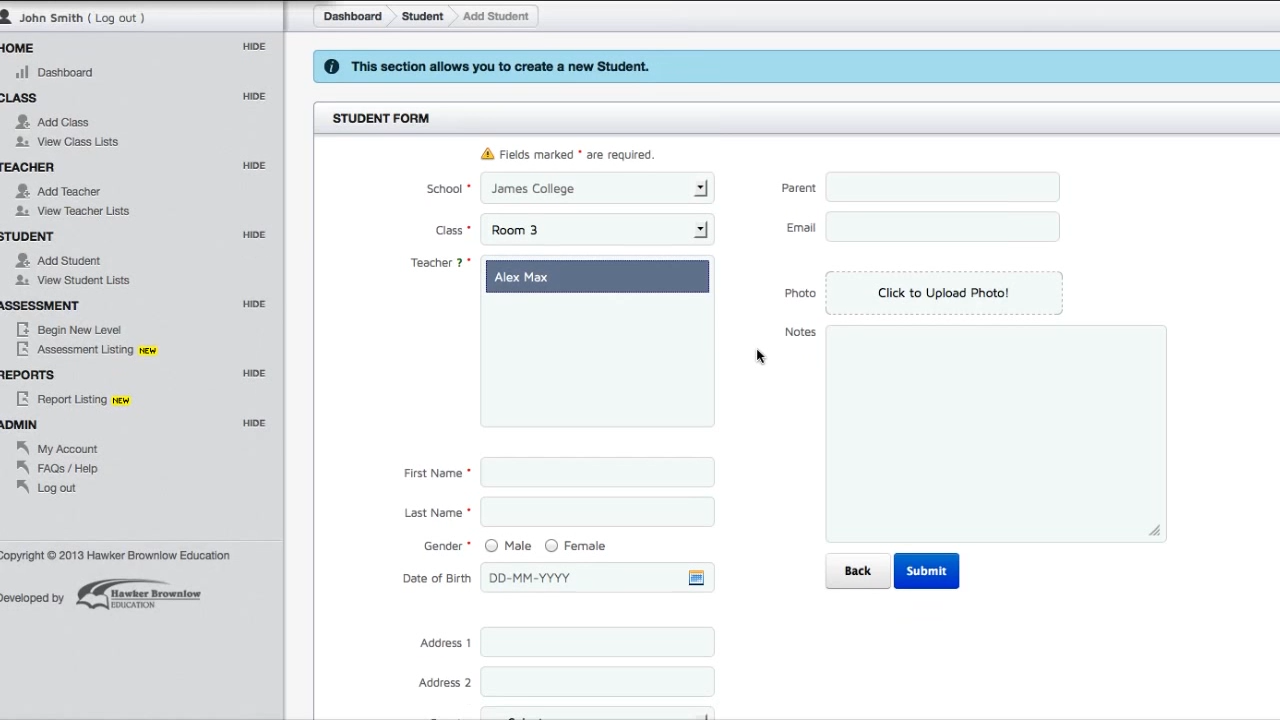 John Smith ( Log out )
Dashboard Student Add Student
HOME HIDE
Dashboard
CLASS HIDE
Add Class
View Class Lists
TEACHER HIDE
Add Teacher
View Teacher Lists
STUDENT HIDE
Add Student
View Student Lists
ASSESSMENT HIDE
Begin New Level
Assessment Listing NEW
REPORTS HIDE
Report Listing NEW
ADMIN HIDE
My Account
FAQs / Help
Log out
Copyright © 2013 Hawker Brownlow Education
Developed by Hawker Brownlow
EDUCATION
This section allows you to create a new Student.
STUDENT FORM
Fields marked * are required.
School * James College
Class * Room 3
Teacher ? * Alex Max
First Name *
Last Name *
Gender * Male Female
Date of Birth DD-MM-YYYY
Address 1
Address 2
Parent
Email
Photo Click to Upload Photo!
Notes
Back Submit